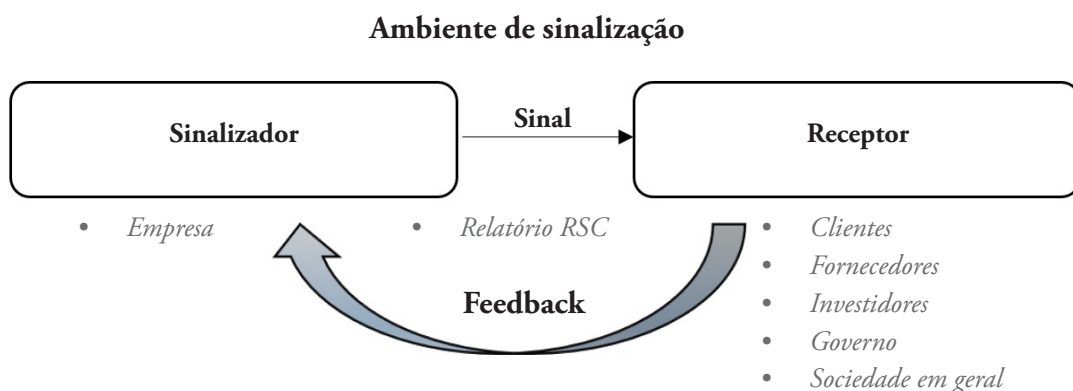 Ambiente de sinalização
Sinalizador
Sinal
Receptor
• Empresa
• Relatório RSC
• Clientes
• Fornecedores
• Investidores
• Governo
• Sociedade em geral
Feedback